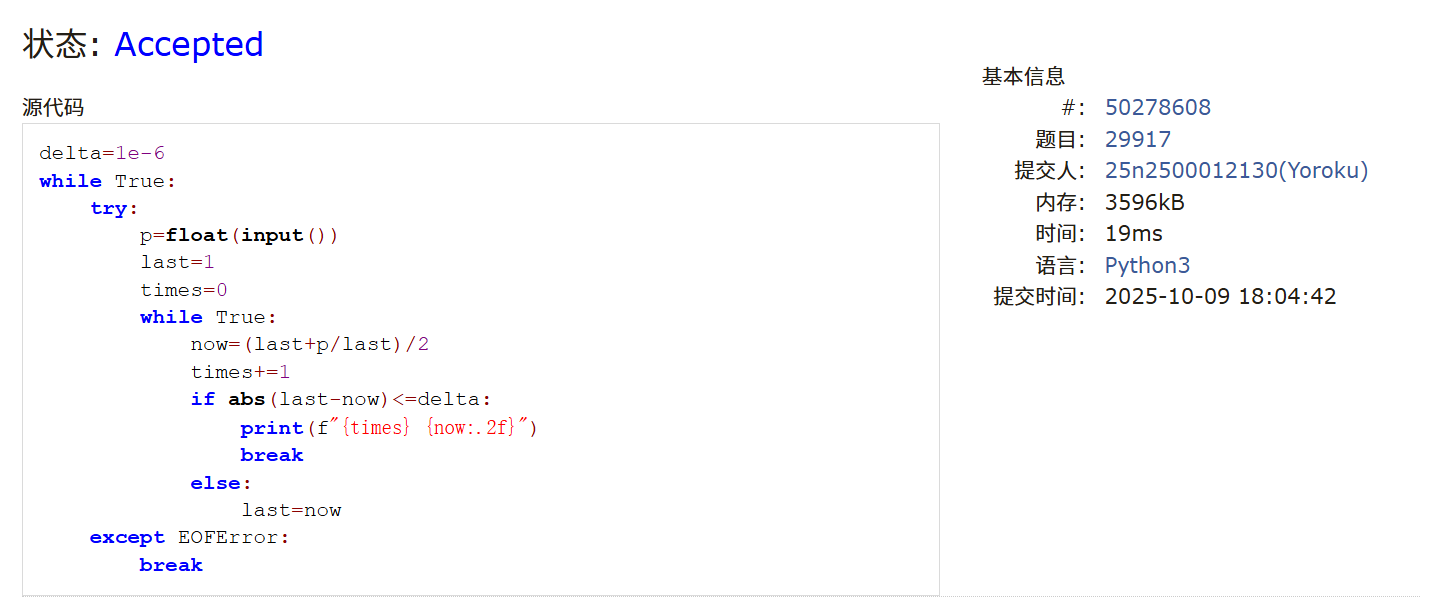 状态: Accepted
源代码
delta=1e-6
while True:
    try:
        p=float(input())
        last=1
        times=0
        while True:
            now=(last+p/last)/2
            times+=1
            if abs(last-now)<=delta:
                print(f"{times} {now:.2f}")
                break
            else:
                last=now
    except EOFError:
        break
基本信息
#: 50278608
题目: 29917
提交人: 25n2500012130(Yoroku)
内存: 3596kB
时间: 19ms
语言: Python3
提交时间: 2025-10-09 18:04:42